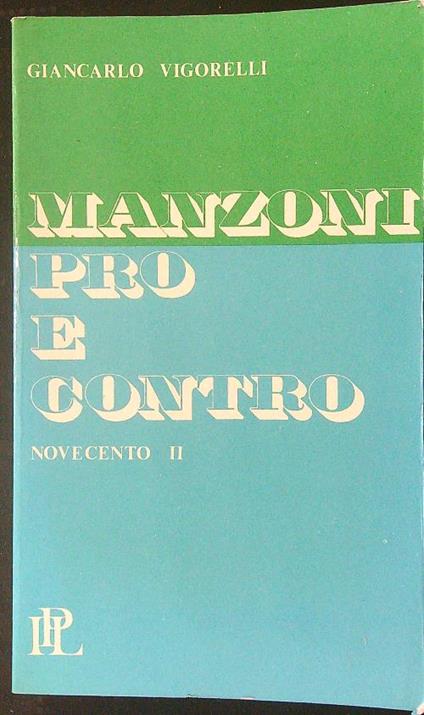 GIANCARLO VIGORELLI
MANZONI
PRO
E
CONTRO
NOVECENTO II
IPL